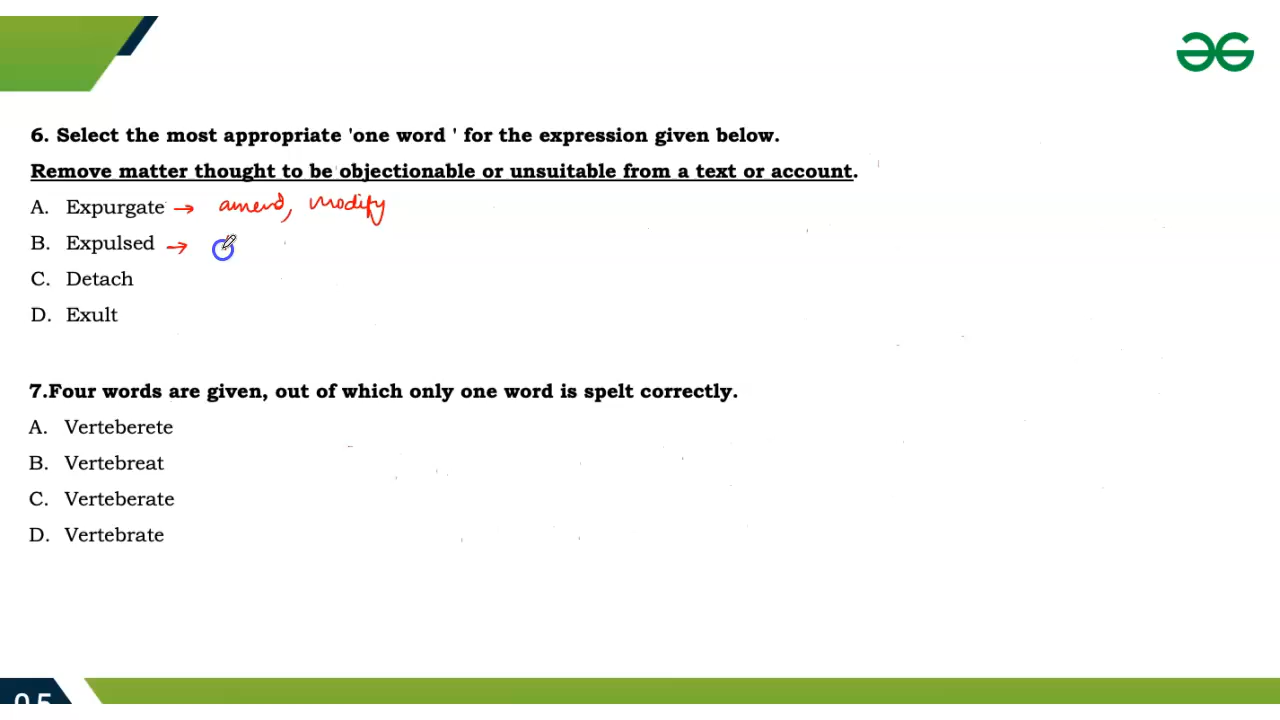 6. Select the most appropriate 'one word ' for the expression given below.
Remove matter thought to be objectionable or unsuitable from a text or account.
A. Expurgate → amend, modify
B. Expulsed →
C. Detach
D. Exult
7.Four words are given, out of which only one word is spelt correctly.
A. Verteberete
B. Vertebreat
C. Verteberate
D. Vertebrate
05